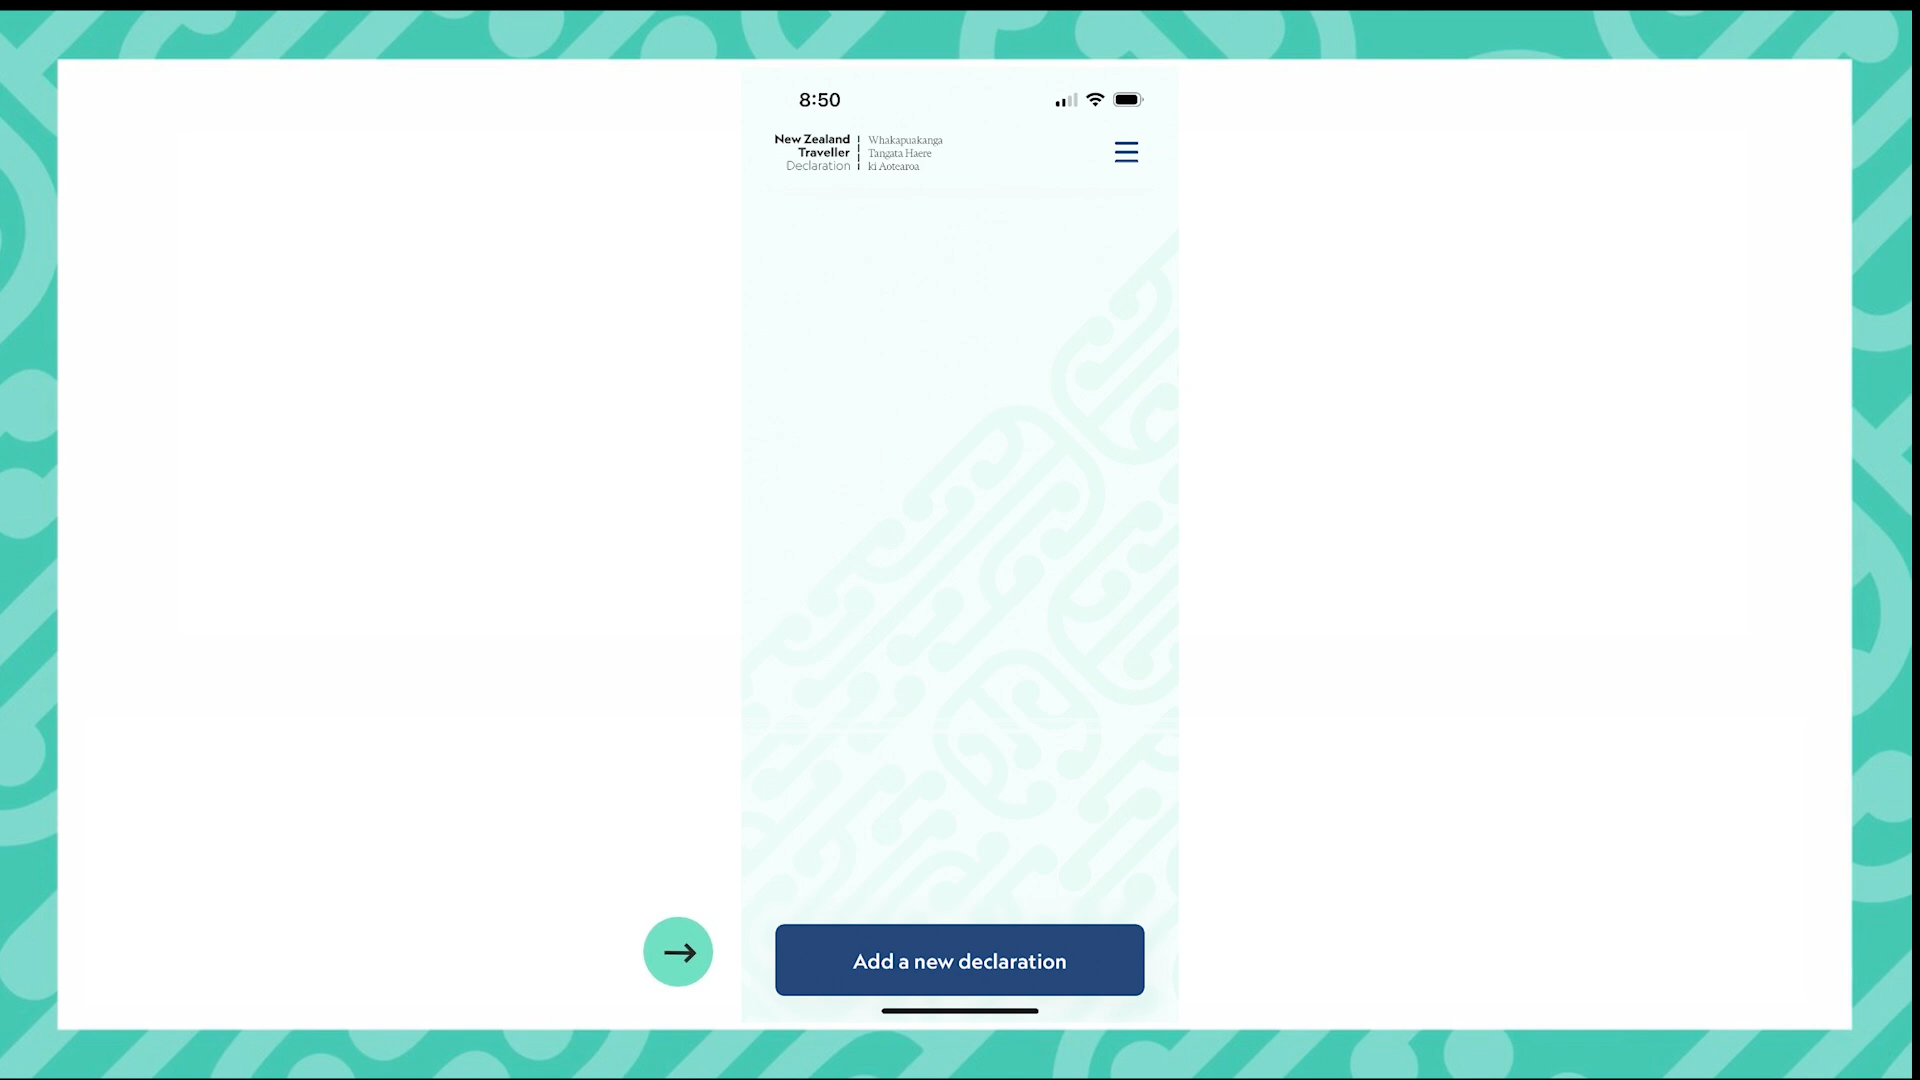 8:50
New Zealand
Traveller
Declaration
Whakapuakanga
Tangata Haere
ki Aotearoa
Add a new declaration